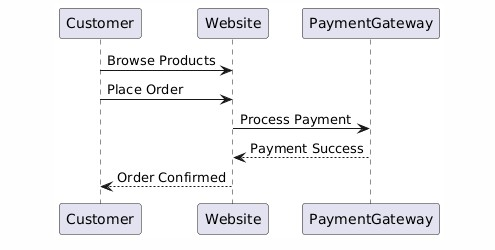 Customer Website PaymentGateway
Browse Products
Place Order
Process Payment
Payment Success
Order Confirmed
Customer Website PaymentGateway